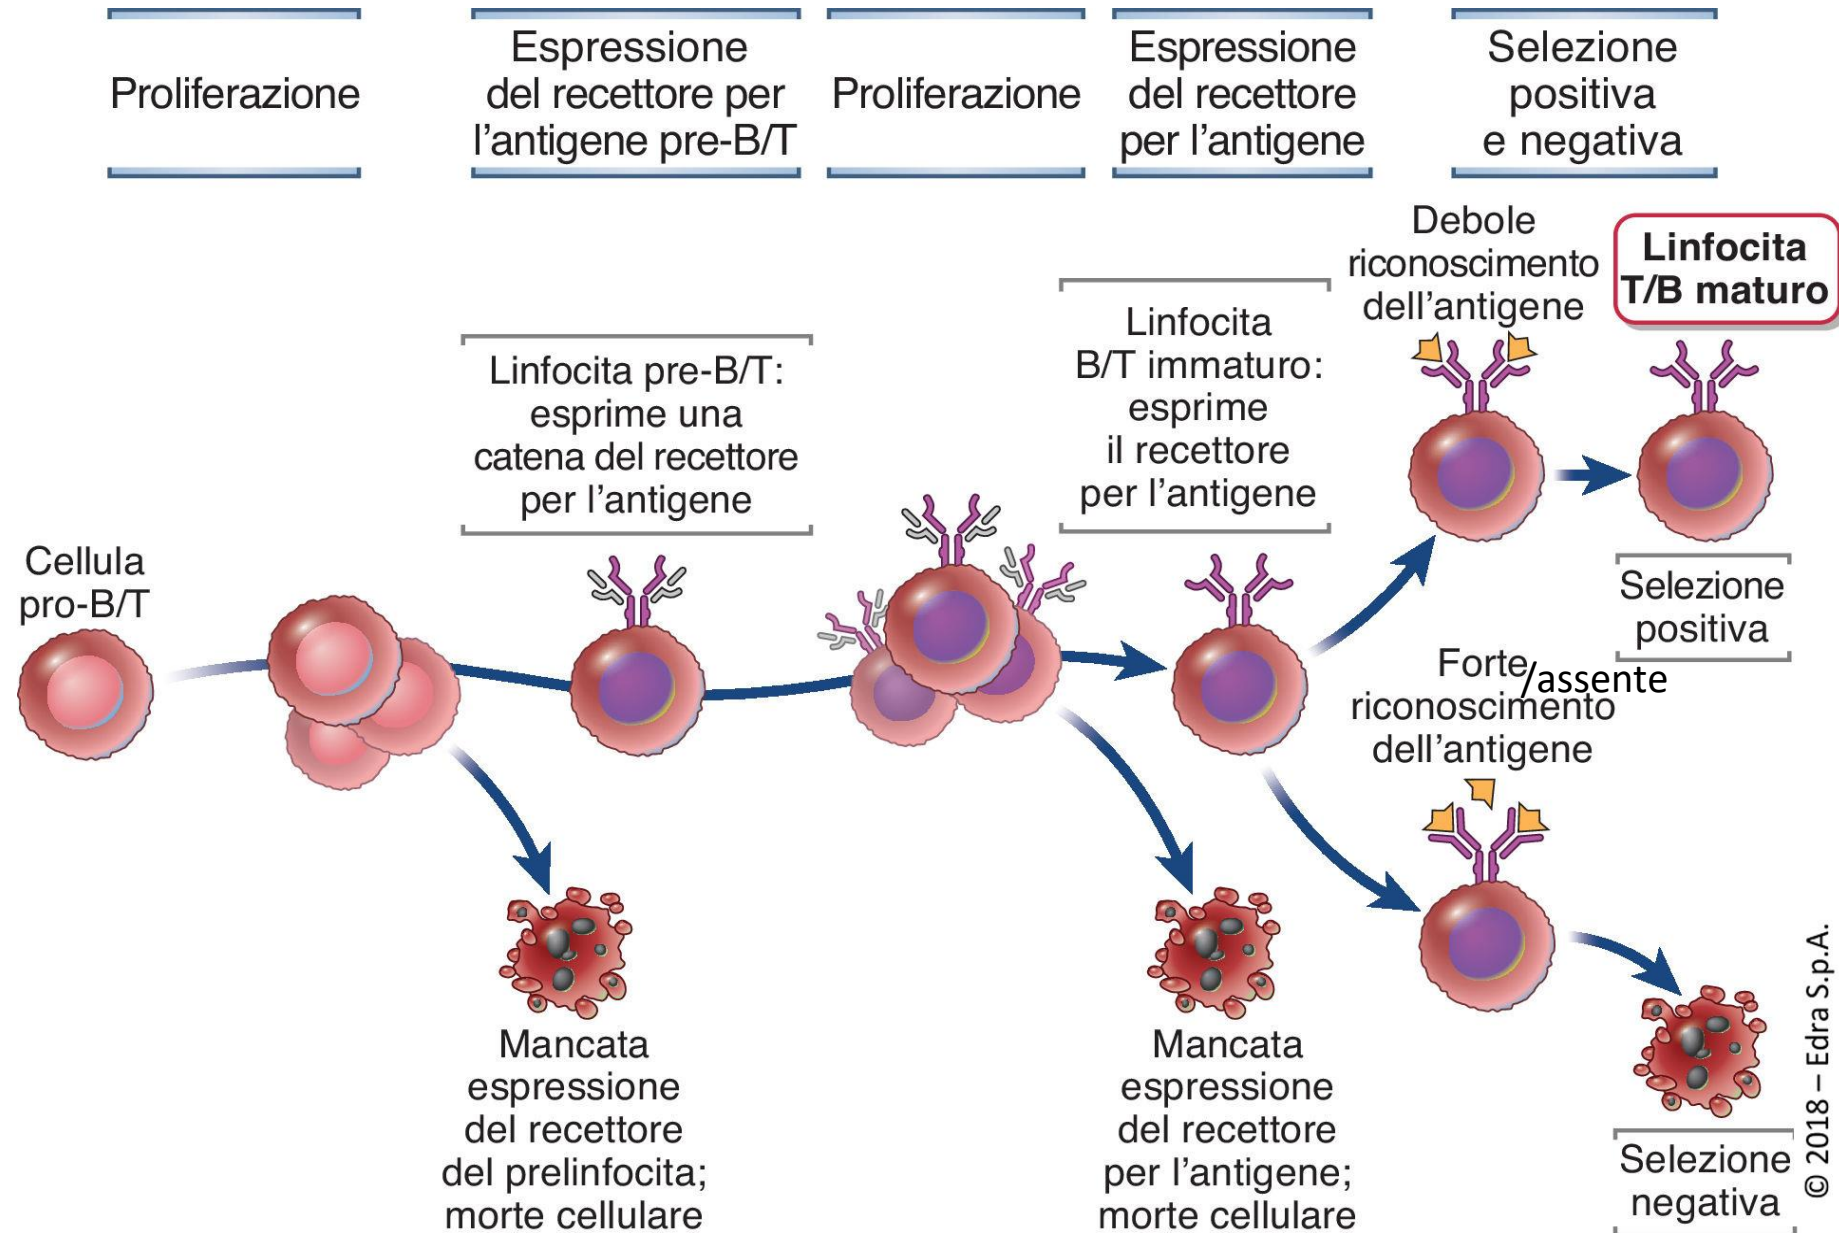 Proliferazione
Espressione
del recettore per
l'antigene pre-B/T
Proliferazione
Espressione
del recettore
per l'antigene
Selezione
positiva
e negativa
Cellula
pro-B/T
Linfocita pre-B/T:
esprime una
catena del recettore
per l'antigene
Linfocita
B/T immaturo:
esprime
il recettore
per l'antigene
Debole
riconoscimento
dell'antigene
Linfocita
T/B maturo
Selezione
positiva
Forte/assente
riconoscimento
dell'antigene
Mancata
espressione
del recettore
del prelinfocita;
morte cellulare
Mancata
espressione
del recettore
per l'antigene;
morte cellulare
Selezione
negativa
© 2018 – Edra S.p.A.